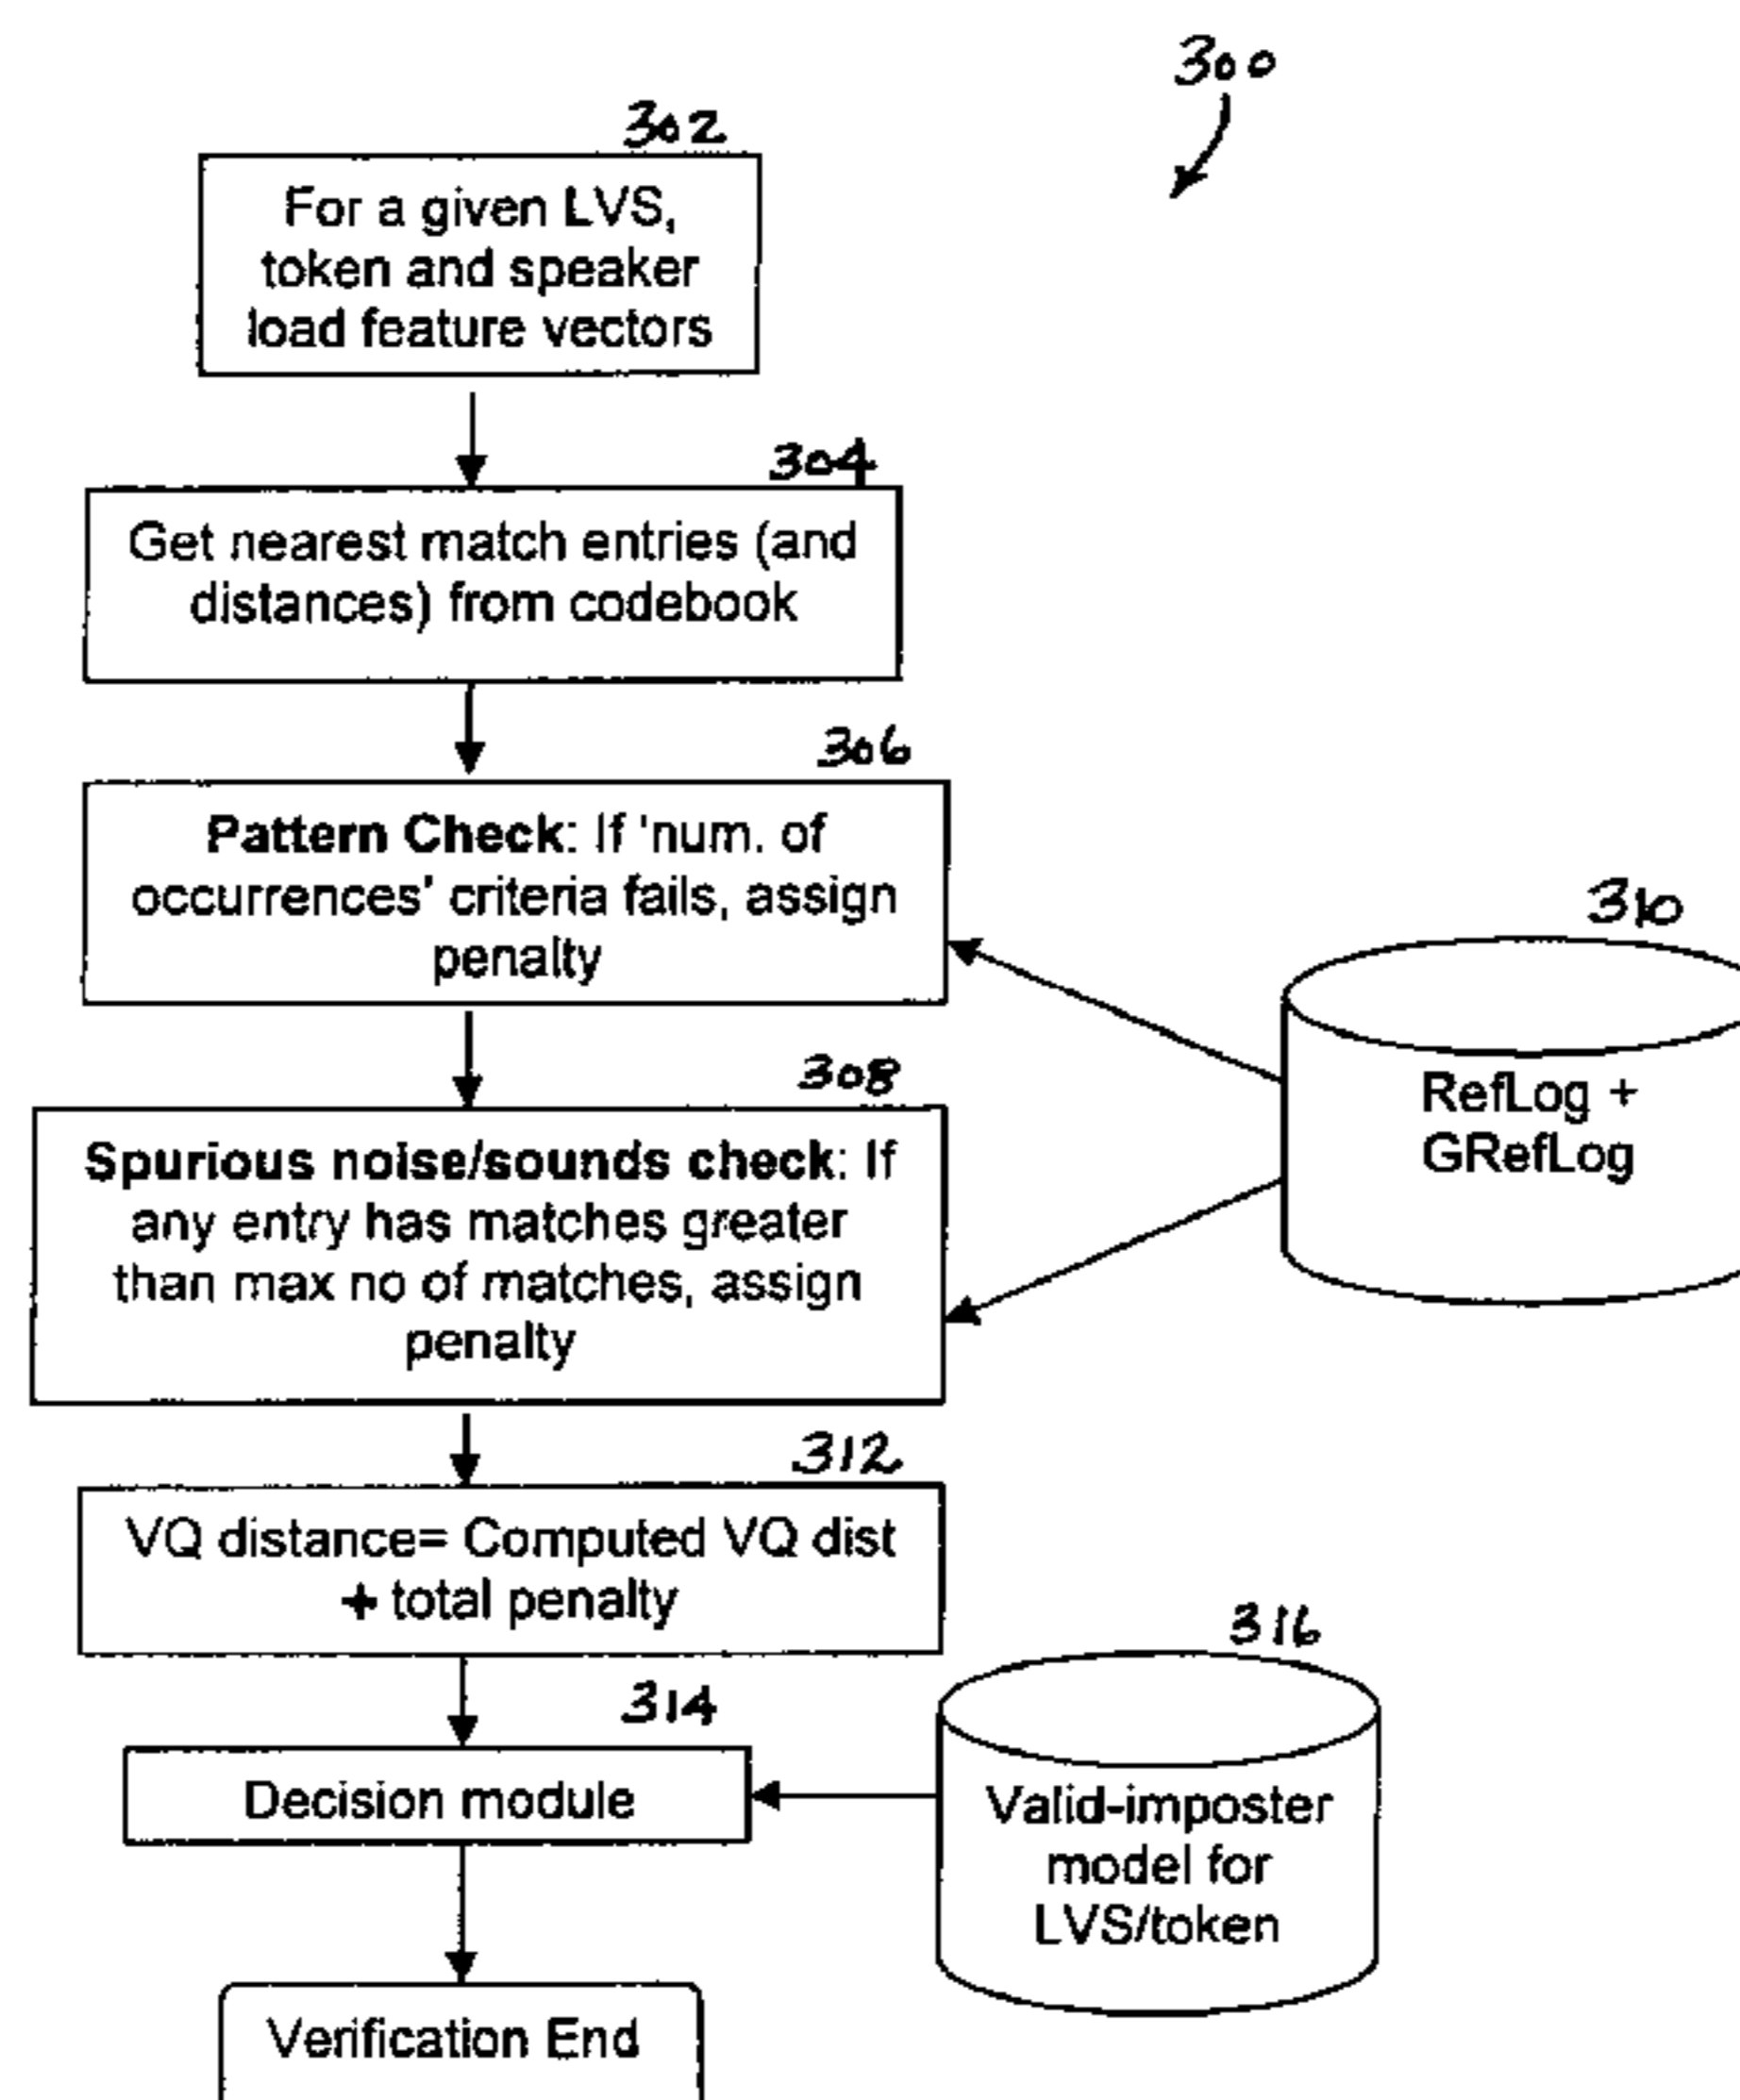 300
302
For a given LVS,
token and speaker
load feature vectors
304
Get nearest match entries (and
distances) from codebook
306
Pattern Check: If 'num. of
occurrences' criteria fails, assign
penalty
308
Spurious noise/sounds check: If
any entry has matches greater
than max no of matches, assign
penalty
310
RefLog +
GRefLog
312
VQ distance= Computed VQ dist
+ total penalty
314
Decision module
316
Valid-imposter
model for
LVS/token
Verification End